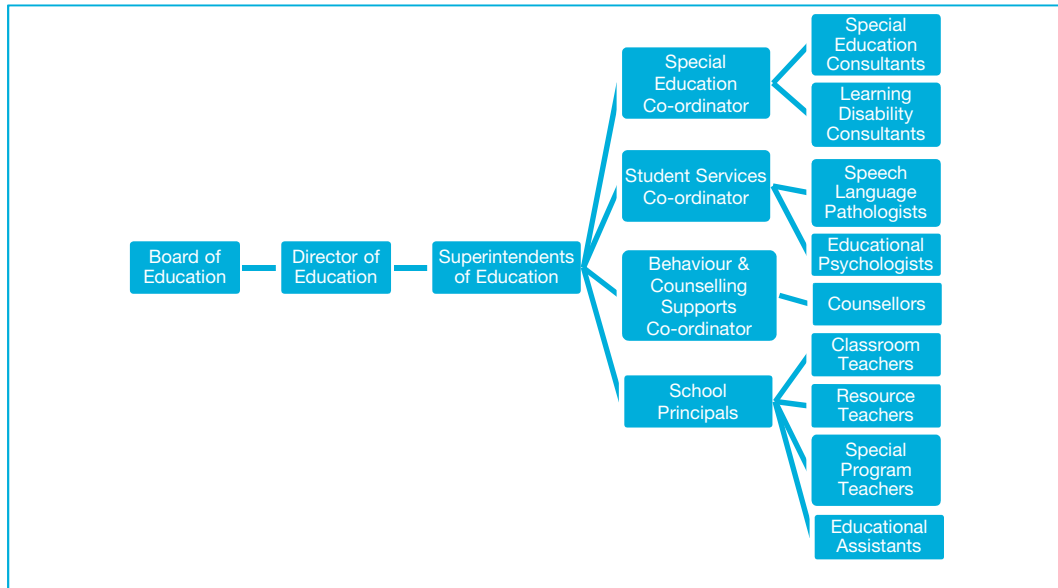 Board of
Education
Director of
Education
Superintendents
of Education
Special
Education
Co-ordinator
Student Services
Co-ordinator
Behaviour &
Counselling
Supports
Co-ordinator
School
Principals
Special
Education
Consultants
Learning
Disability
Consultants
Speech
Language
Pathologists
Educational
Psychologists
Counsellors
Classroom
Teachers
Resource
Teachers
Special
Program
Teachers
Educational
Assistants